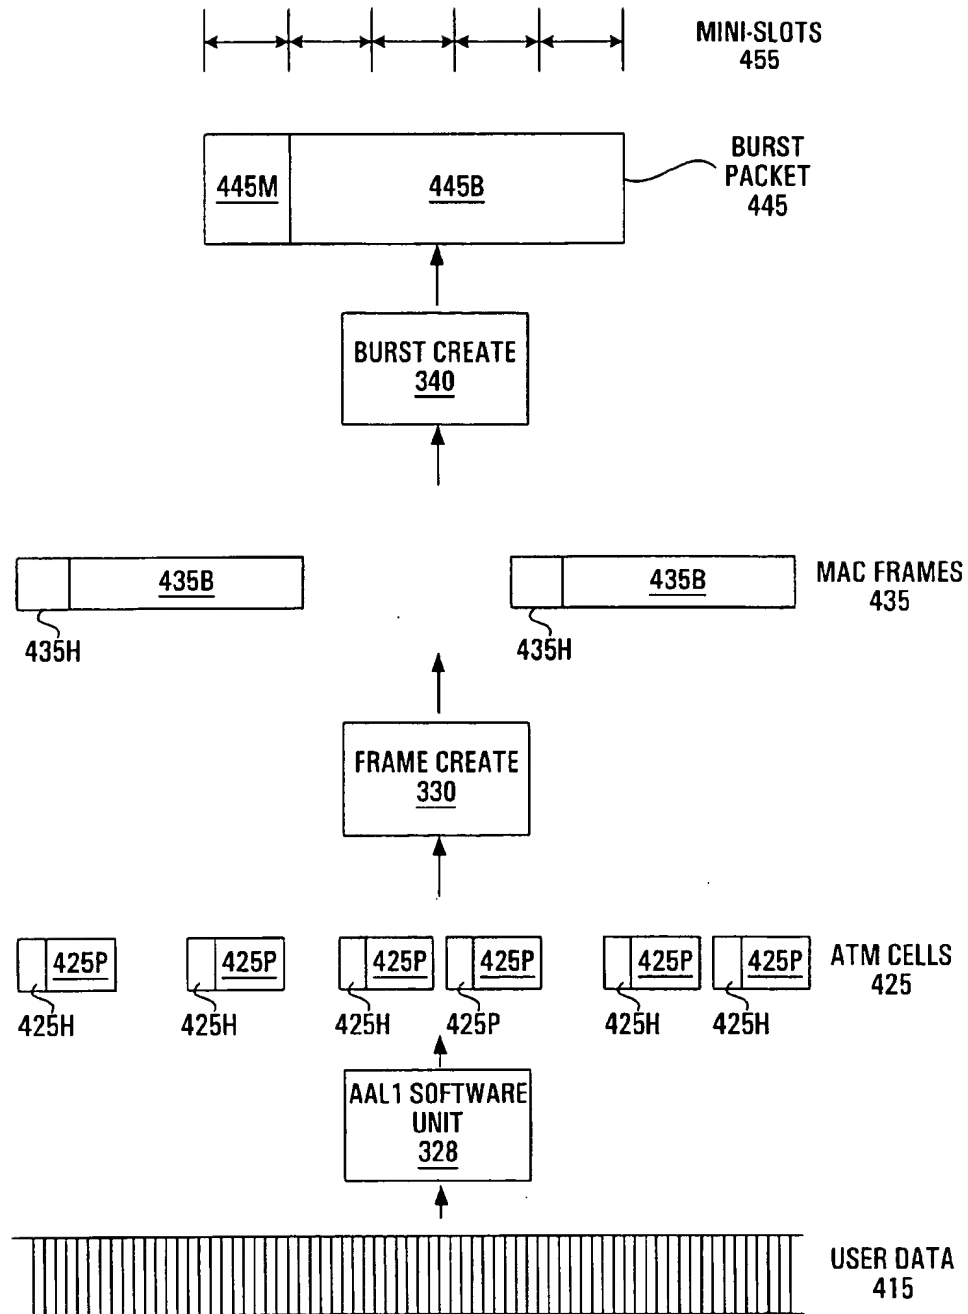 MINI-SLOTS
455
445M
445B
BURST
PACKET
445
BURST CREATE
340
435B
435B
MAC FRAMES
435
435H
435H
FRAME CREATE
330
425P
425P
425P
425P
425P
425P
ATM CELLS
425
425H
425H
425H
425P
425H
425H
AAL1 SOFTWARE
UNIT
328
USER DATA
415